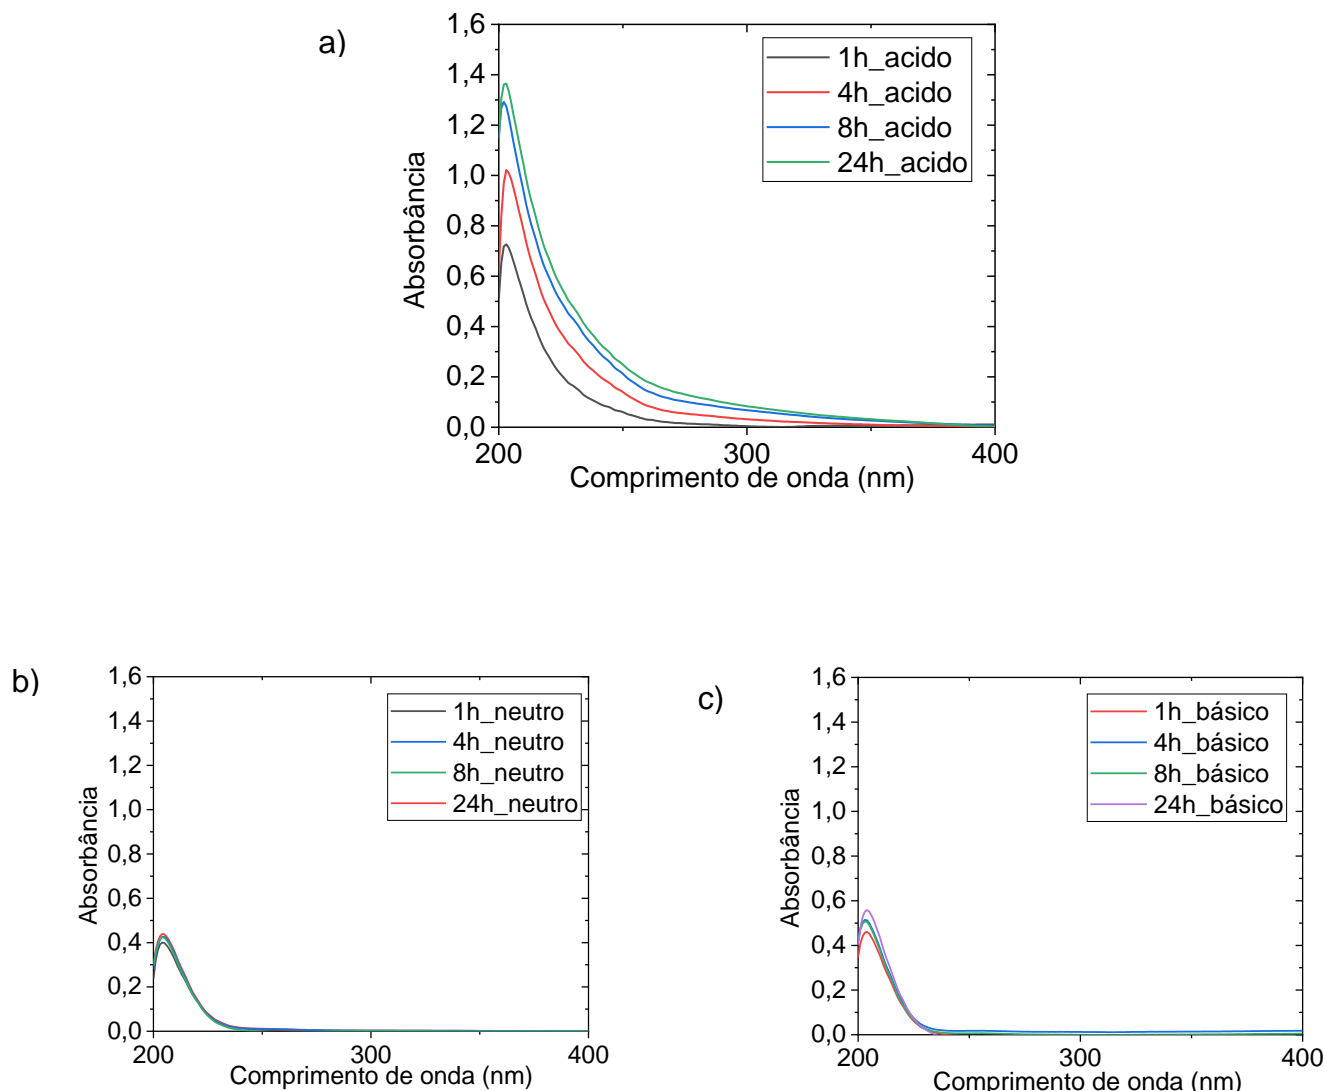 a)
1,6
1,4
1,2
1,0
0,8
0,6
0,4
0,2
0,0
Absorbância
1h_acido
4h_acido
8h_acido
24h_acido
200
300
400
Comprimento de onda (nm)
b)
1,6
1,4
1,2
1,0
0,8
0,6
0,4
0,2
0,0
Absorbância
1h_neutro
4h_neutro
8h_neutro
24h_neutro
200
300
400
Comprimento de onda (nm)
c)
1,6
1,4
1,2
1,0
0,8
0,6
0,4
0,2
0,0
Absorbância
1h_básico
4h_básico
8h_básico
24h_básico
200
300
400
Comprimento de onda (nm)